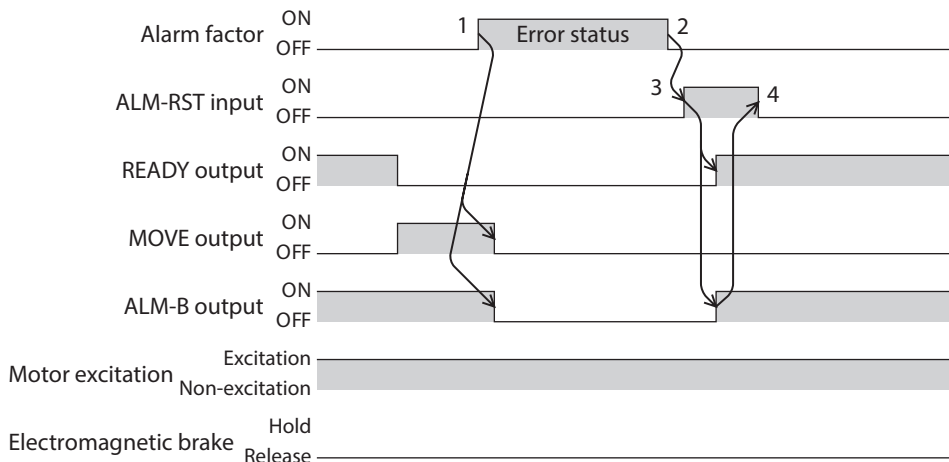 ON
Alarm factor
OFF
1
Error status
2
ON
ALM-RST input
OFF
3
4
ON
READY output
OFF
ON
MOVE output
OFF
ON
ALM-B output
OFF
Excitation
Motor excitation
Non-excitation
Hold
Electromagnetic brake
Release